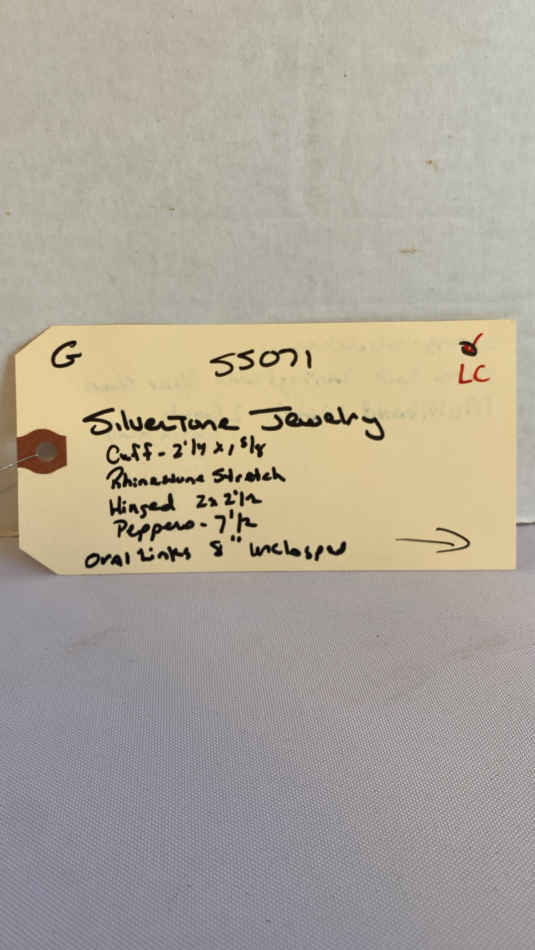 G 55071
LC
Silvertone Jewelry
Cuff - 2 1/4 x 1 5/8
Rhinestone Stretch
Hinged 2 x 2 1/2
Peppers - 7 1/2
Oval Links 8" unclasped